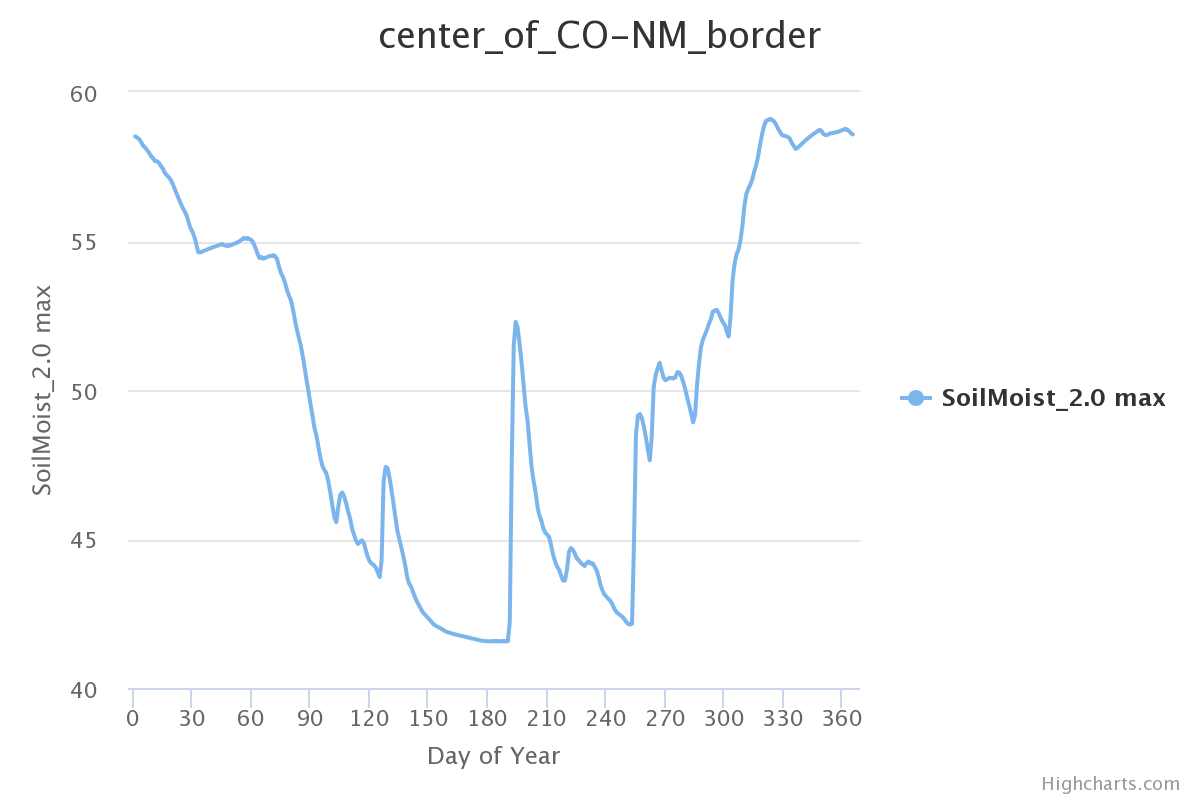 center_of_CO-NM_border
60
55
50
45
40
SoilMoist_2.0 max
0 30 60 90 120 150 180 210 240 270 300 330 360
Day of Year
SoilMoist_2.0 max
Highcharts.com